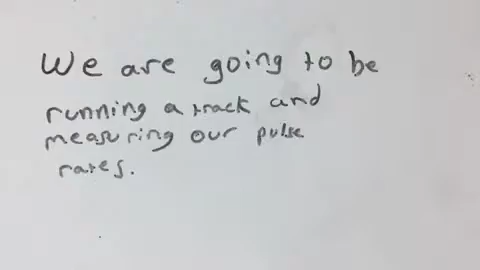 We are going to be
running a track and
measuring our pulse
rates.